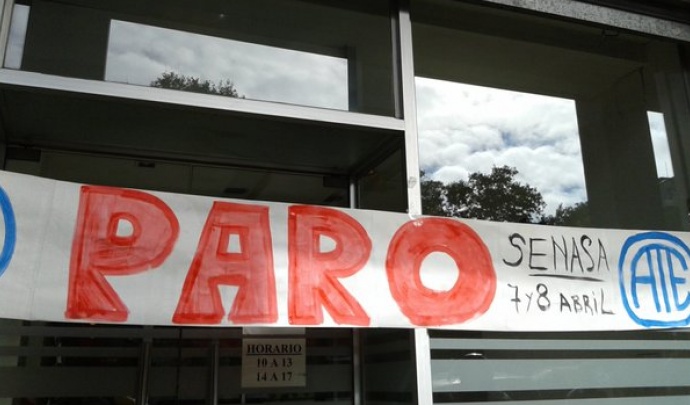 PARO
SENASA
7 y 8 ABRIL
ATE
HORARIO
10 A 13
14 A 17